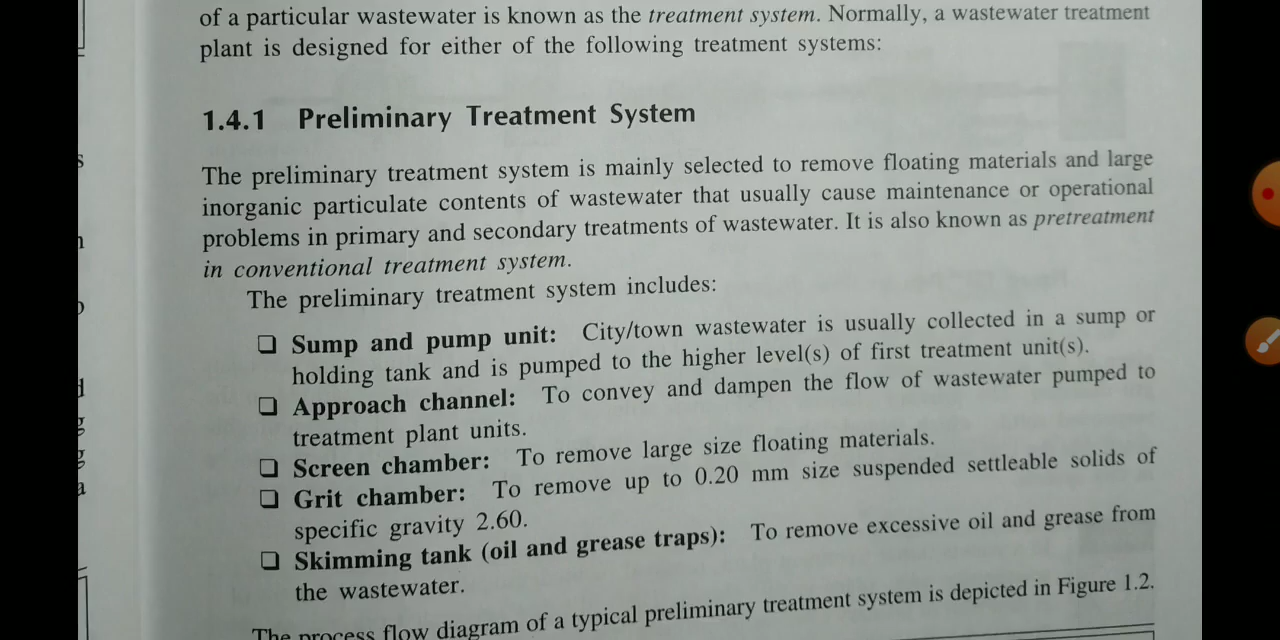 of a particular wastewater is known as the treatment system. Normally, a wastewater treatment
plant is designed for either of the following treatment systems:
1.4.1 Preliminary Treatment System
The preliminary treatment system is mainly selected to remove floating materials and large
inorganic particulate contents of wastewater that usually cause maintenance or operational
problems in primary and secondary treatments of wastewater. It is also known as pretreatment
in conventional treatment system.
The preliminary treatment system includes:
❑ Sump and pump unit: City/town wastewater is usually collected in a sump or
holding tank and is pumped to the higher level(s) of first treatment unit(s).
❑ Approach channel: To convey and dampen the flow of wastewater pumped to
treatment plant units.
❑ Screen chamber: To remove large size floating materials.
❑ Grit chamber: To remove up to 0.20 mm size suspended settleable solids of
specific gravity 2.60.
❑ Skimming tank (oil and grease traps): To remove excessive oil and grease from
the wastewater.
The process flow diagram of a typical preliminary treatment system is depicted in Figure 1.2.